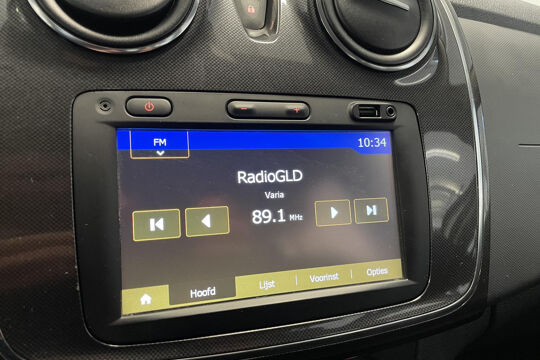 FM
10:34
RadioGLD
Varia
89.1 MHz
Hoofd Lijst Voorinst Opties